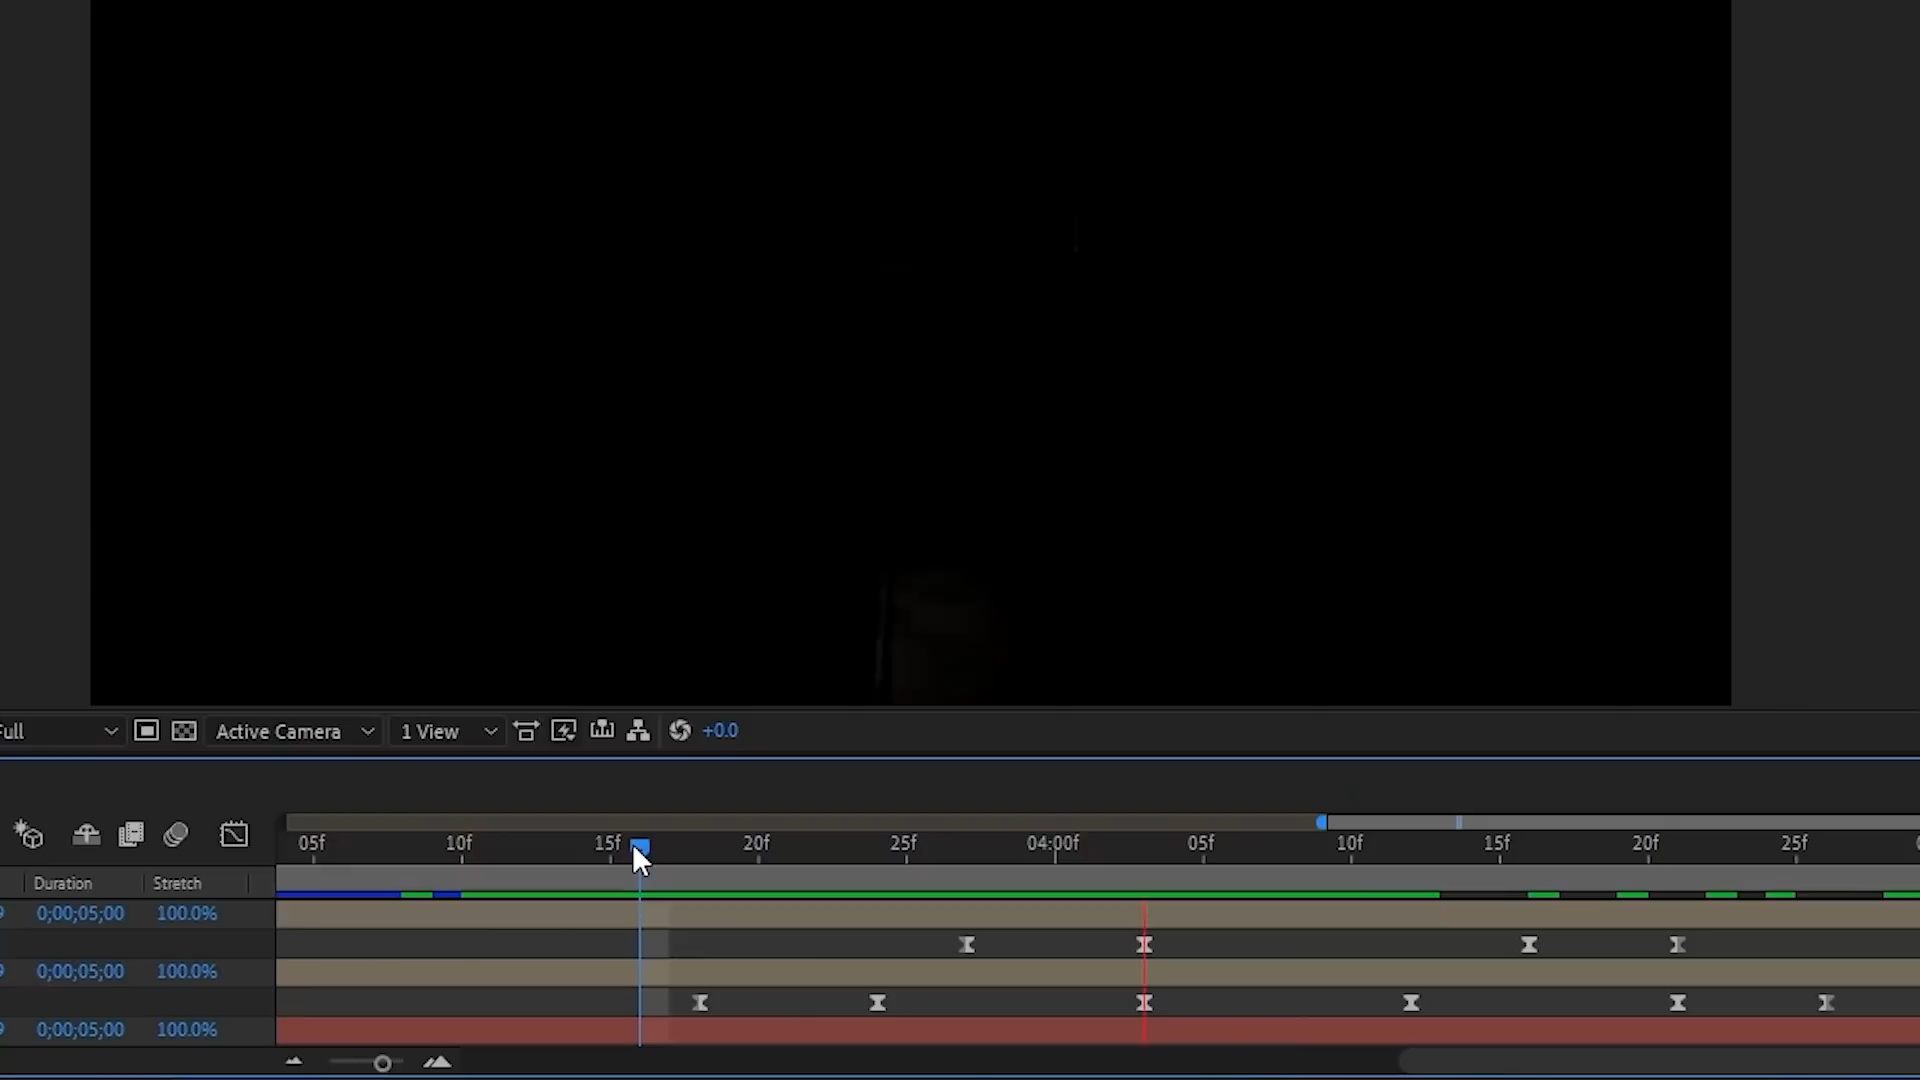 Full
Active Camera
1 View
+0.0
05f 10f 15f 20f 25f 04:00f 05f 10f 15f 20f 25f
Duration Stretch
0;00;05;00 100.0%
0;00;05;00 100.0%
0;00;05;00 100.0%